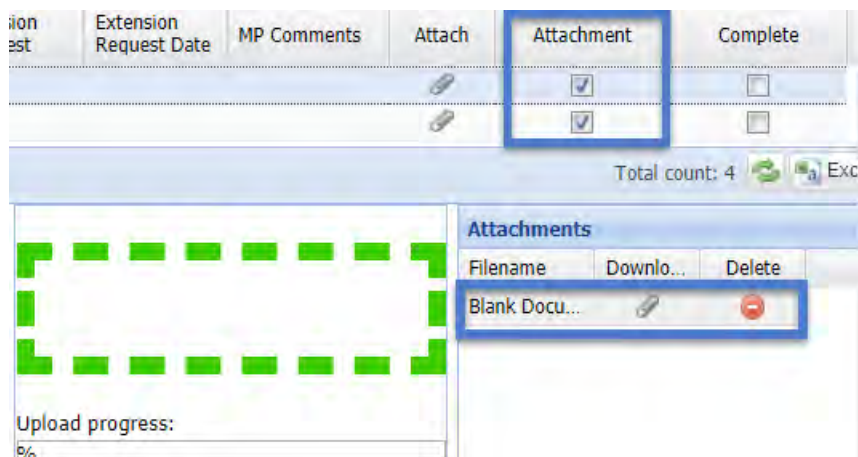 Extension
Request Date
MP Comments
Attach
Attachment
Complete
Total count: 4
Attachments
Filename
Downlo...
Delete
Blank Docu...
Upload progress:
%